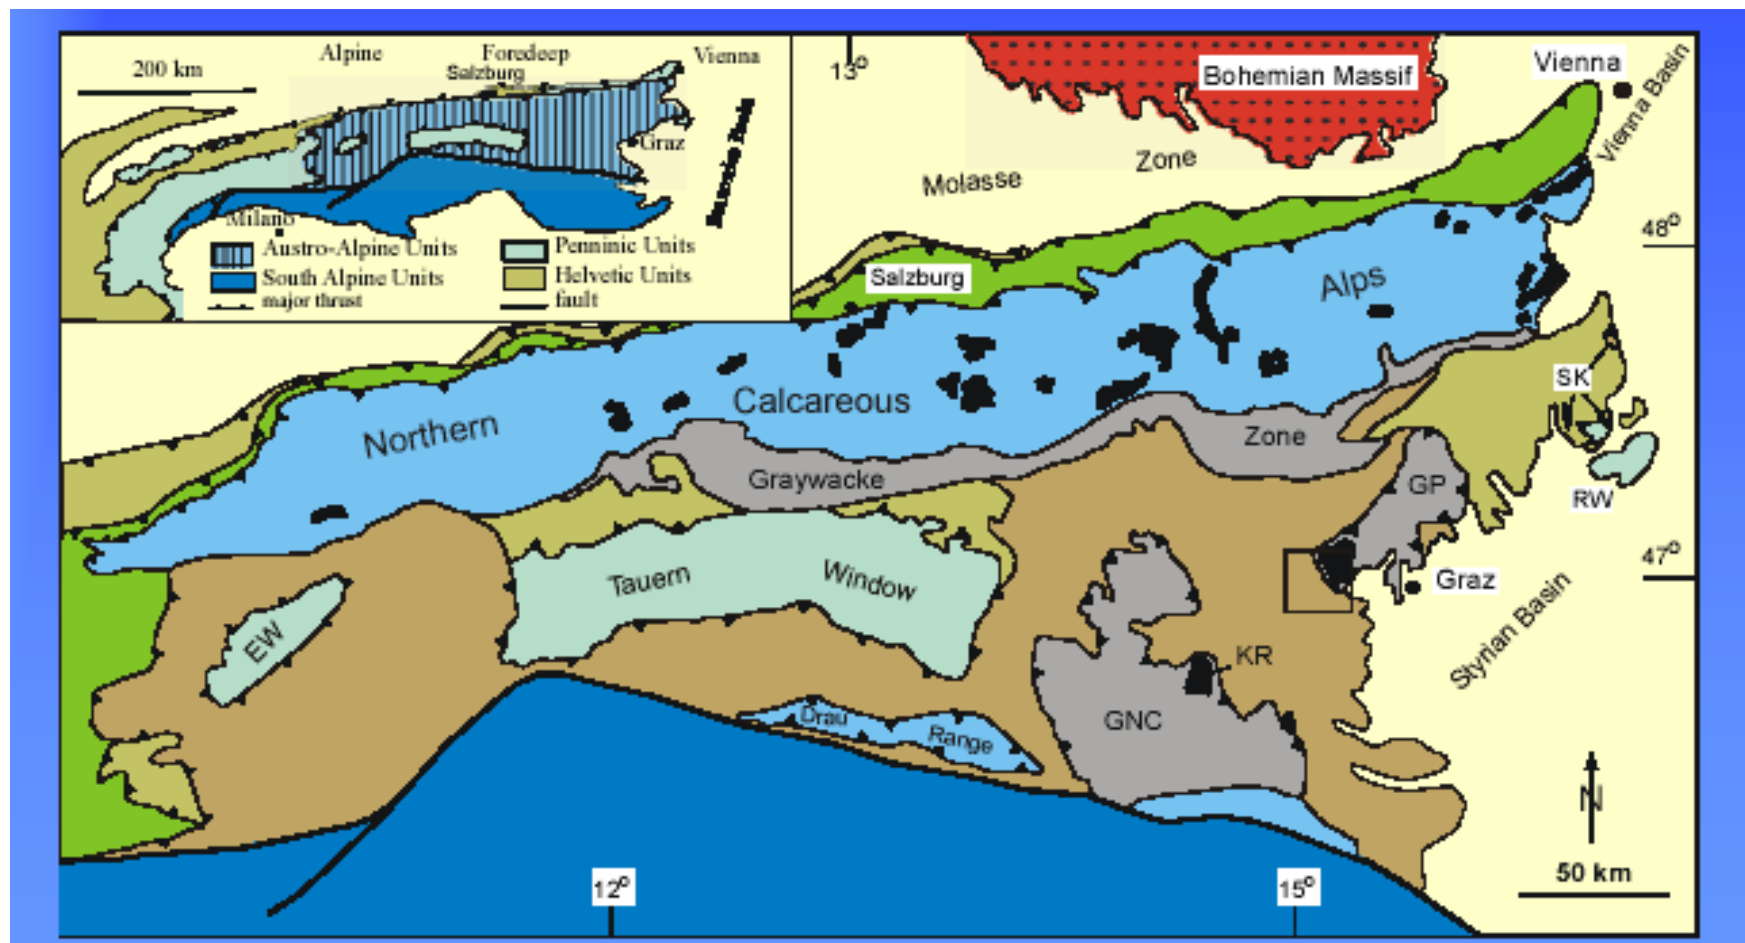 Alpine Foredeep Vienna
200 km
Salzburg
Graz
Milano
Austro-Alpine Units
Penninic Units
South Alpine Units
Helvetic Units
major thrust
fault
13°
Bohemian Massif
Vienna
Vienna Basin
Molasse Zone
48°
Salzburg
Alps
SK
Calcareous
Northern
Zone
Graywacke
GP
RW
47°
Tauern Window
Graz
EW
Styrian Basin
KR
GNC
Drau
Range
N
12°
15°
50 km